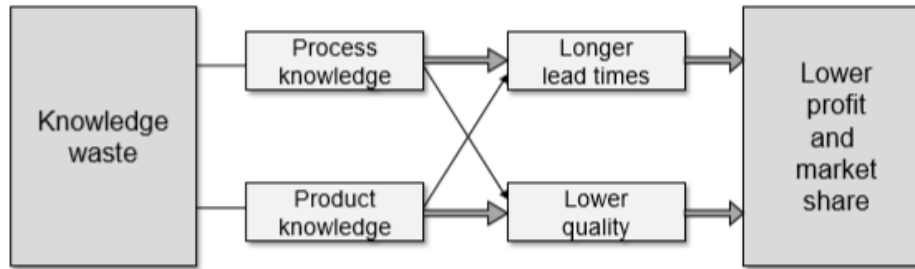 Knowledge
waste
Process
knowledge
Product
knowledge
Longer
lead times
Lower
quality
Lower
profit
and
market
share